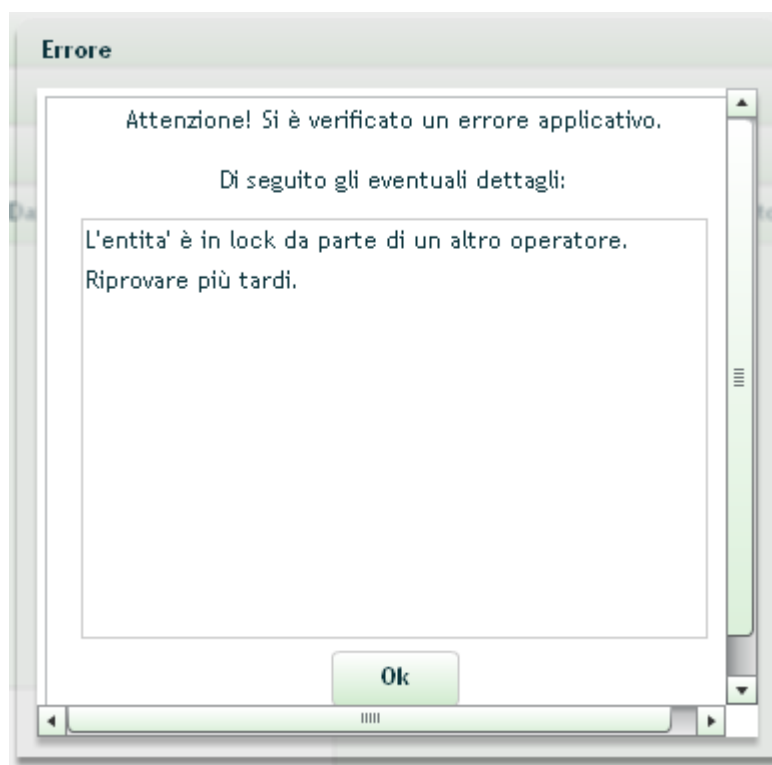 Errore
Attenzione! Si è verificato un errore applicativo.
Di seguito gli eventuali dettagli:
L'entita' è in lock da parte di un altro operatore.
Riprovare più tardi.
Ok